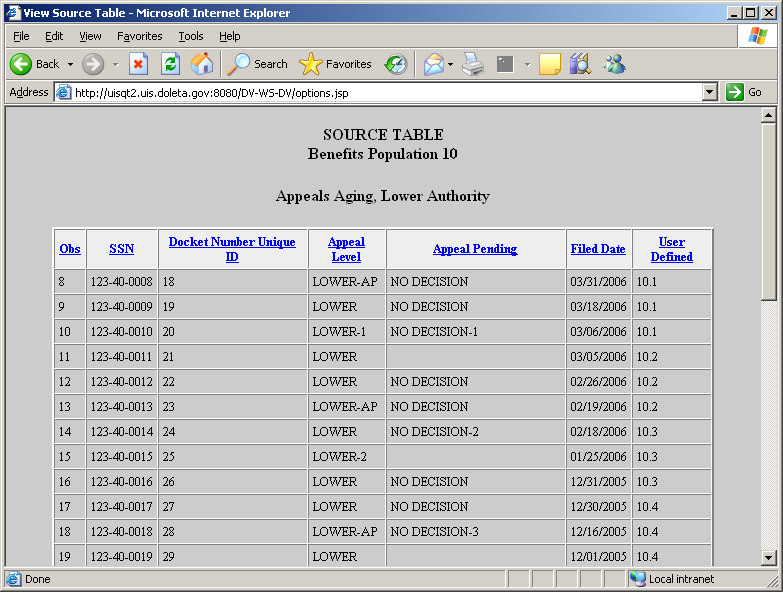 View Source Table - Microsoft Internet Explorer
File Edit View Favorites Tools Help
Back Search Favorites
Address http://uisqt2.uis.doleta.gov:8080/DV-WS-DV/options.jsp Go
SOURCE TABLE
Benefits Population 10
Appeals Aging, Lower Authority
Obs SSN Docket Number Unique ID Appeal Level Appeal Pending Filed Date User Defined
8 123-40-0008 18 LOWER-AP NO DECISION 03/31/2006 10.1
9 123-40-0009 19 LOWER NO DECISION 03/18/2006 10.1
10 123-40-0010 20 LOWER-1 NO DECISION-1 03/06/2006 10.1
11 123-40-0011 21 LOWER 03/05/2006 10.2
12 123-40-0012 22 LOWER NO DECISION 02/26/2006 10.2
13 123-40-0013 23 LOWER-AP NO DECISION 02/19/2006 10.2
14 123-40-0014 24 LOWER NO DECISION-2 02/18/2006 10.3
15 123-40-0015 25 LOWER-2 01/25/2006 10.3
16 123-40-0016 26 LOWER NO DECISION 12/31/2005 10.3
17 123-40-0017 27 LOWER NO DECISION 12/30/2005 10.4
18 123-40-0018 28 LOWER-AP NO DECISION-3 12/16/2005 10.4
19 123-40-0019 29 LOWER 12/01/2005 10.4
Done Local intranet